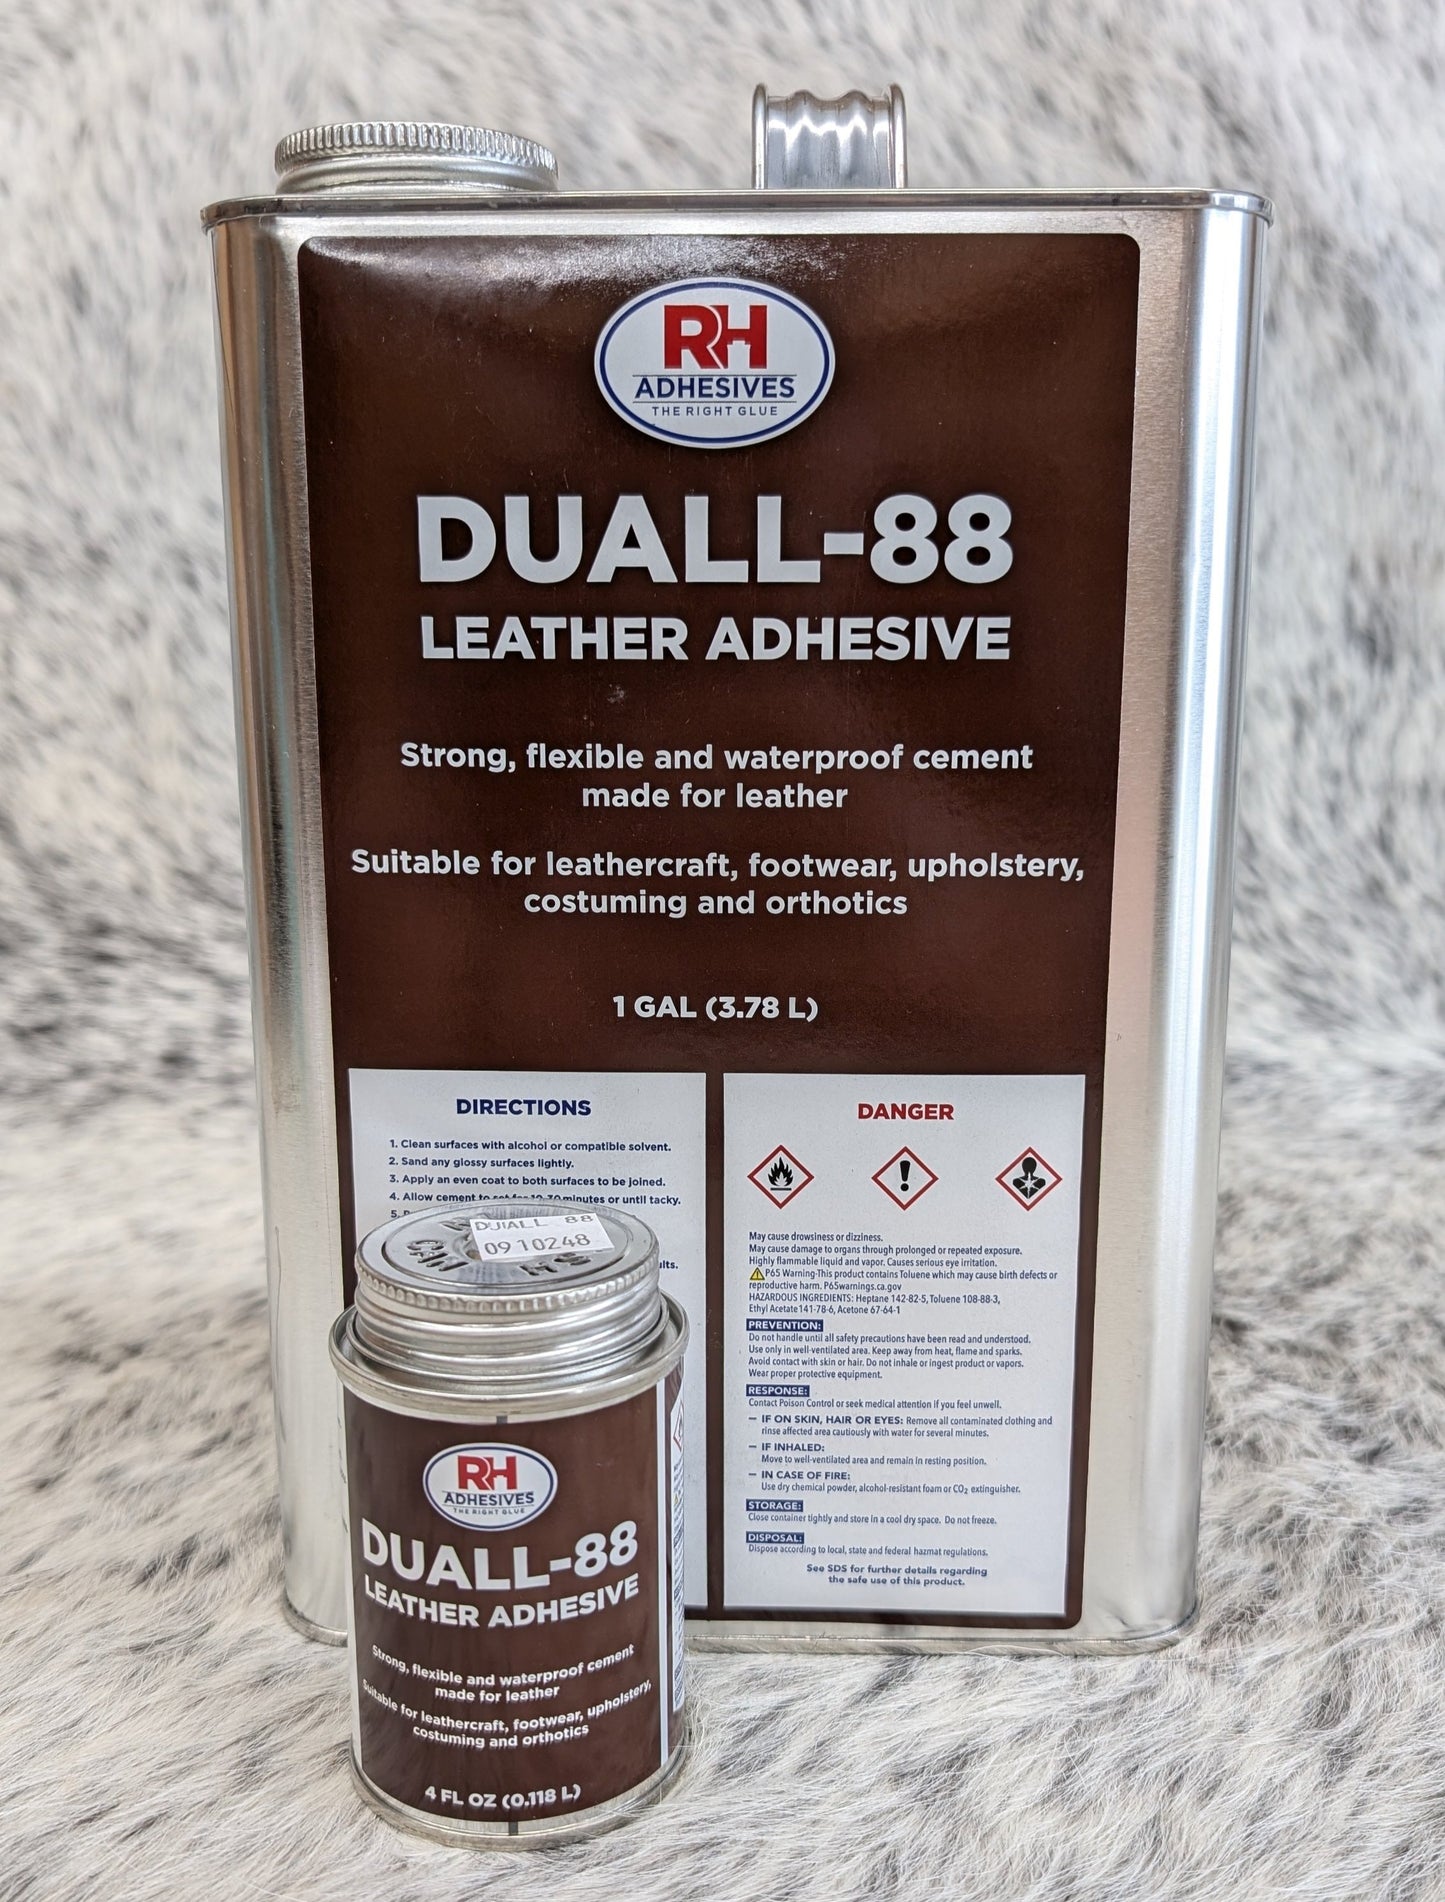 RH
ADHESIVES
THE RIGHT GLUE
DUALL-88
LEATHER ADHESIVE
Strong, flexible and waterproof cement
made for leather
Suitable for leathercraft, footwear, upholstery,
costuming and orthotics
1 GAL (3.78 L)
DIRECTIONS
1. Clean surfaces with alcohol or compatible solvent.
2. Sand any glossy surfaces lightly.
3. Apply an even coat to both surfaces to be joined.
4. Allow cement to set for 10-30 minutes or until tacky.
5.
DANGER
May cause drowsiness or dizziness.
May cause damage to organs through prolonged or repeated exposure.
Highly flammable liquid and vapor. Causes serious eye irritation.
P65 Warning-This product contains Toluene which may cause birth defects or
reproductive harm. P65warnings.ca.gov
HAZARDOUS INGREDIENTS: Heptane 142-82-5, Toluene 108-88-3,
Ethyl Acetate 141-78-6, Acetone 67-64-1
PREVENTION:
Do not handle until all safety precautions have been read and understood.
Use only in well-ventilated area. Keep away from heat, flame and sparks.
Avoid contact with skin or hair. Do not inhale or ingest product or vapors.
Wear proper protective equipment.
RESPONSE:
Contact Poison Control or seek medical attention if you feel unwell.
– IF ON SKIN, HAIR OR EYES: Remove all contaminated clothing and
rinse affected area cautiously with water for several minutes.
– IF INHALED:
Move to well-ventilated area and remain in resting position.
– IN CASE OF FIRE:
Use dry chemical powder, alcohol-resistant foam or CO₂ extinguisher.
STORAGE:
Close container tightly and store in a cool dry space. Do not freeze.
DISPOSAL:
Dispose according to local, state and federal hazmat regulations.
See SDS for further details regarding
the safe use of this product.
DUALL 88
0910248
RH
ADHESIVES
THE RIGHT GLUE
DUALL-88
LEATHER ADHESIVE
Strong, flexible and waterproof cement
made for leather
Suitable for leathercraft, footwear, upholstery,
costuming and orthotics
4 FL OZ (0.118 L)